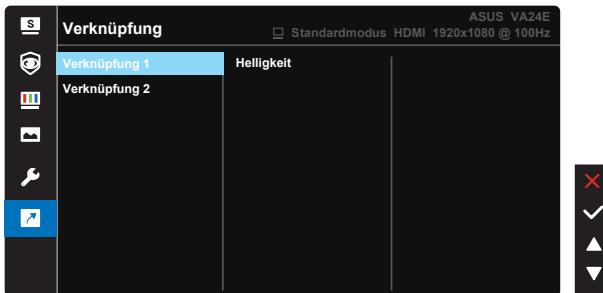 S
Verknüpfung
ASUS VA24E
Standardmodus HDMI 1920x1080 @ 100Hz
Verknüpfung 1
Helligkeit
Verknüpfung 2